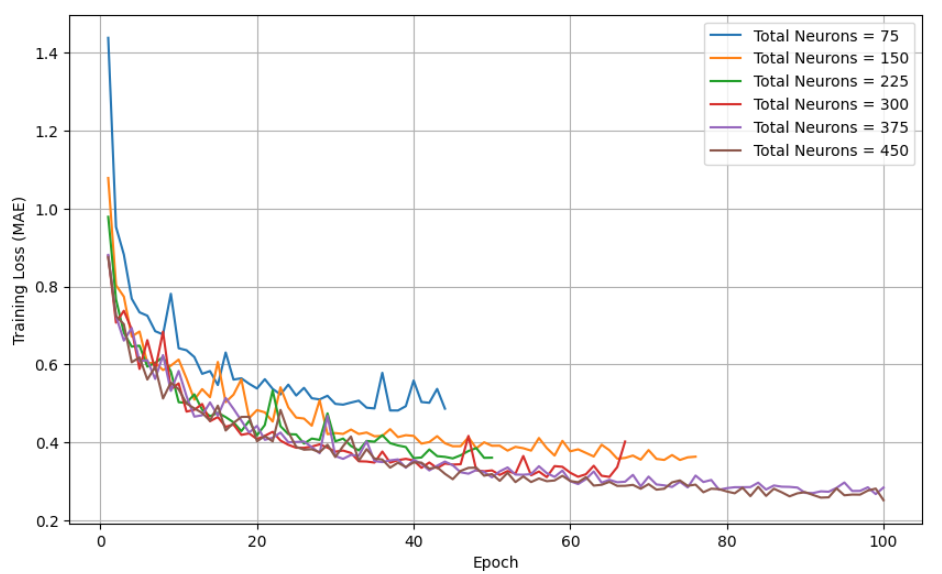 Total Neurons = 75
Total Neurons = 150
Total Neurons = 225
Total Neurons = 300
Total Neurons = 375
Total Neurons = 450
Training Loss (MAE)
1.4
1.2
1.0
0.8
0.6
0.4
0.2
0 20 40 60 80 100
Epoch